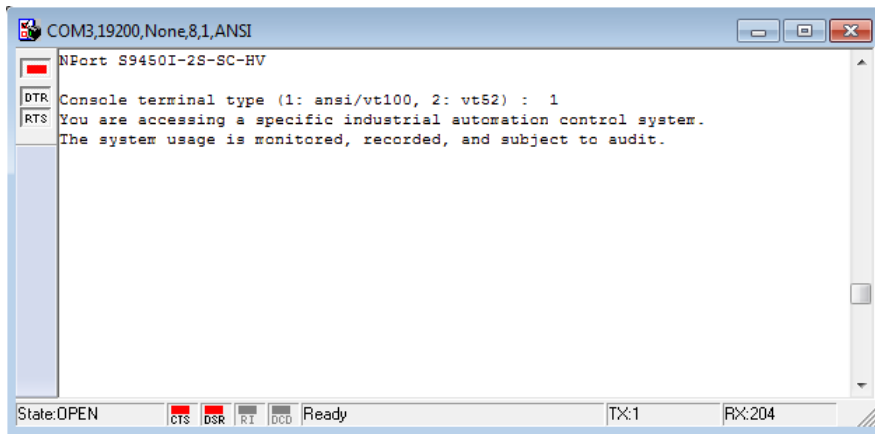 COM3,19200,None,8,1,ANSI
NPort S9450I-2S-SC-HV
DTR
Console terminal type (1: ansi/vt100, 2: vt52) :  1
RTS
You are accessing a specific industrial automation control system.
The system usage is monitored, recorded, and subject to audit.
State:OPEN CTS DSR RI DCD Ready TX:1 RX:204